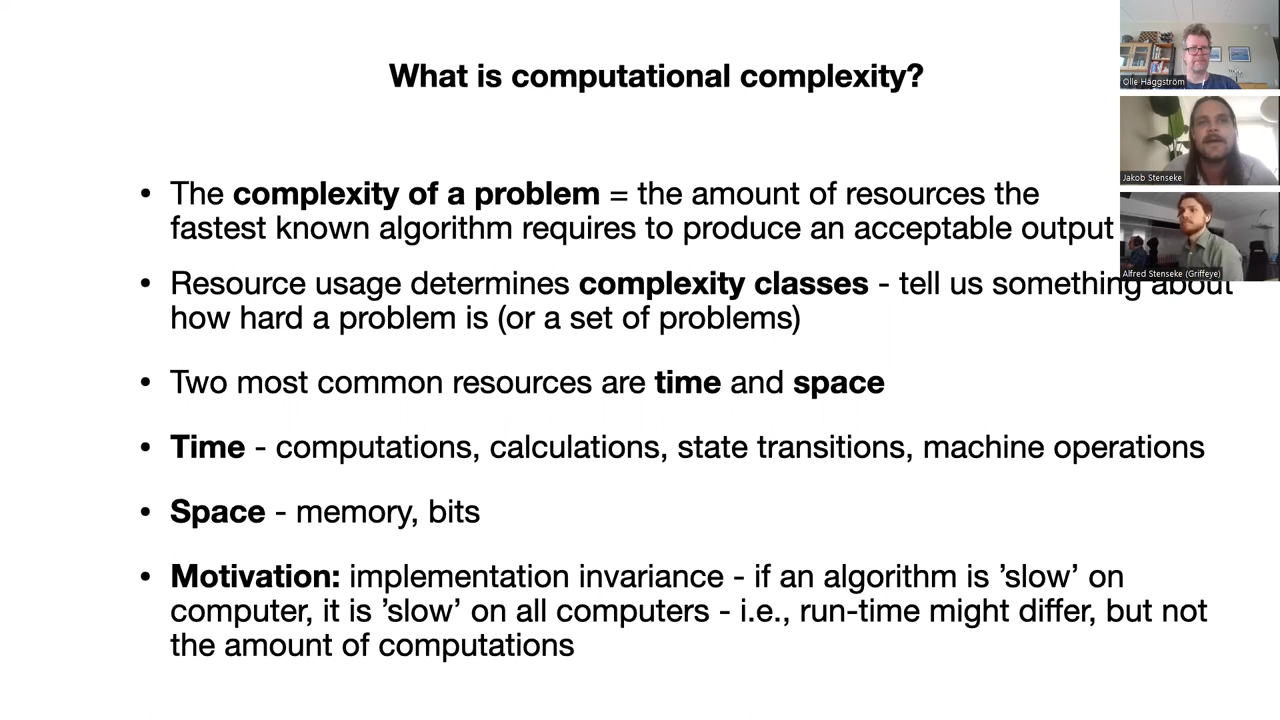 What is computational complexity?
Olle Häggström
Jakob Stenseke
Alfred Stenseke (Griffeye)
• The complexity of a problem = the amount of resources the
fastest known algorithm requires to produce an acceptable output
• Resource usage determines complexity classes - tell us something about
how hard a problem is (or a set of problems)
• Two most common resources are time and space
• Time - computations, calculations, state transitions, machine operations
• Space - memory, bits
• Motivation: implementation invariance - if an algorithm is ’slow’ on
computer, it is ’slow’ on all computers - i.e., run-time might differ, but not
the amount of computations